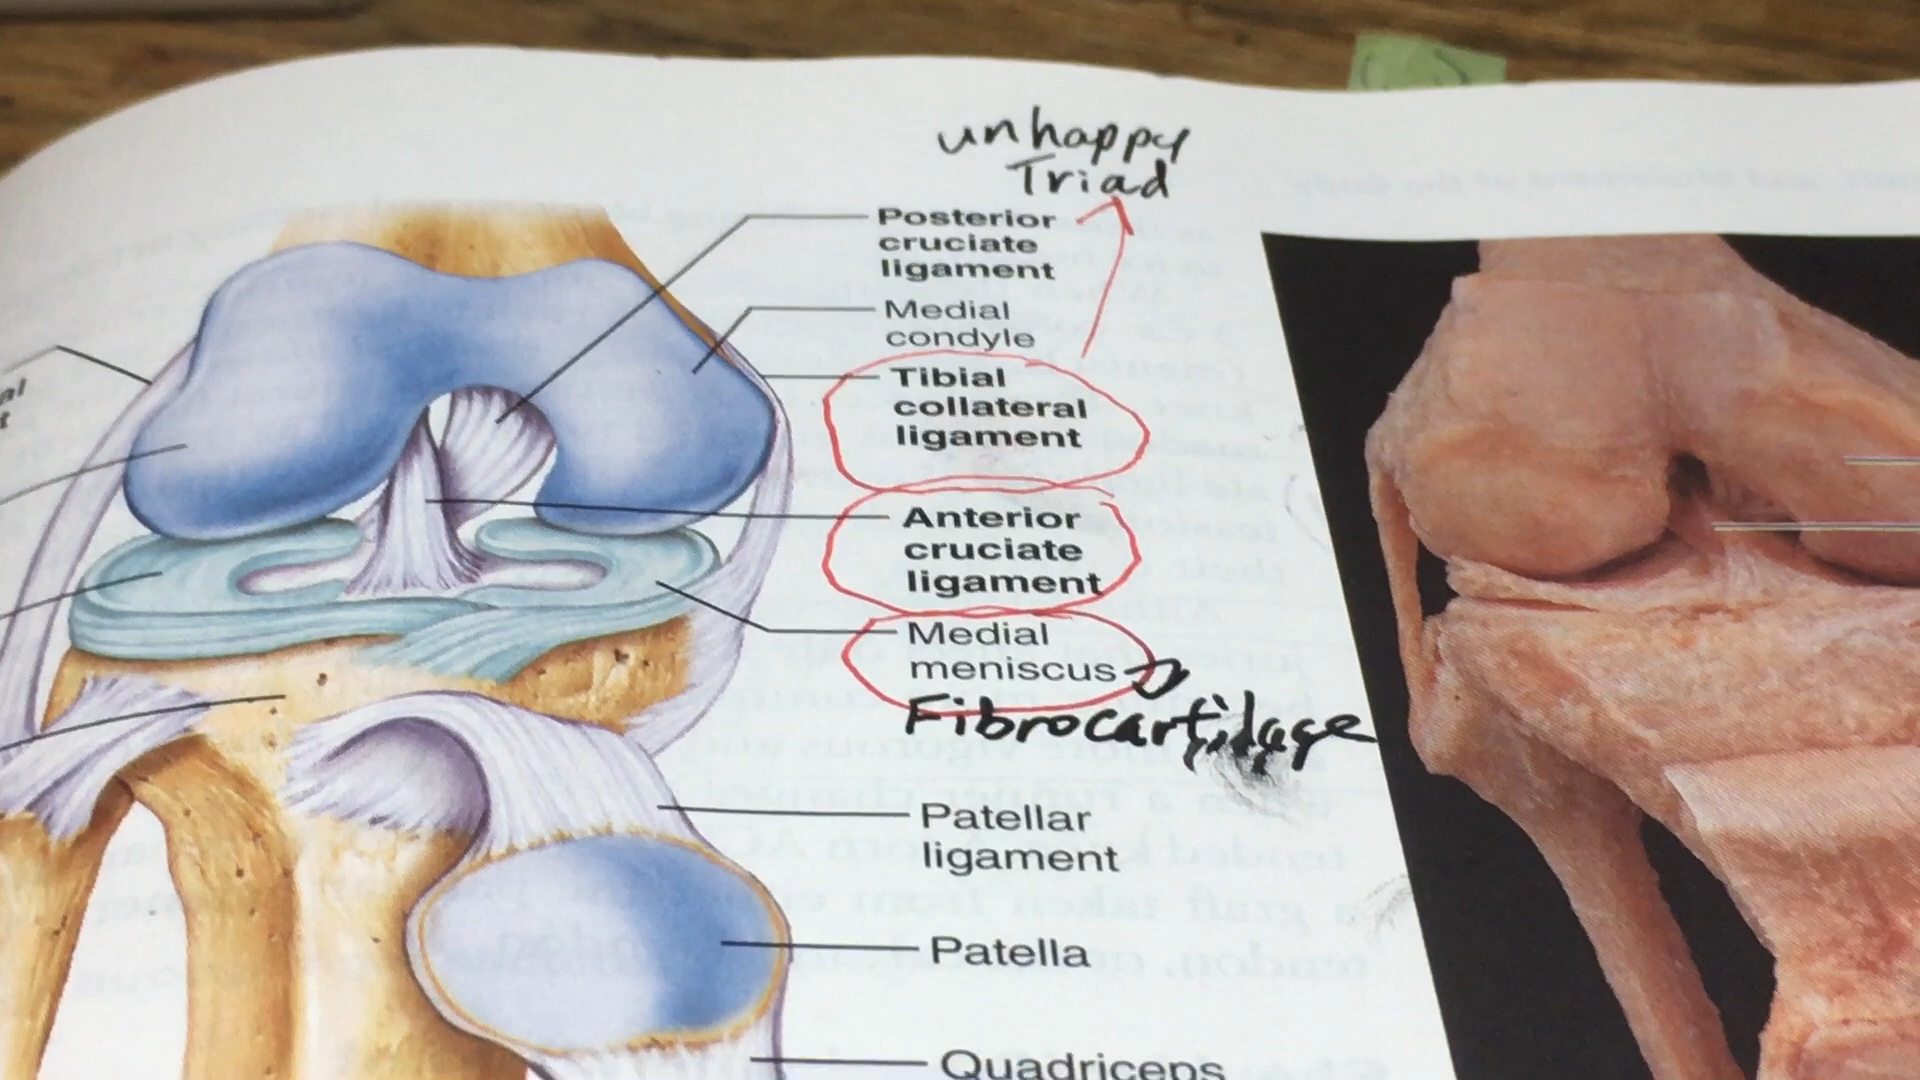 unhappy
Triad
Posterior
cruciate
ligament
Medial
condyle
Tibial
collateral
ligament
Anterior
cruciate
ligament
Medial
meniscus
Fibrocartilage
Patellar
ligament
Patella
Quadriceps
al